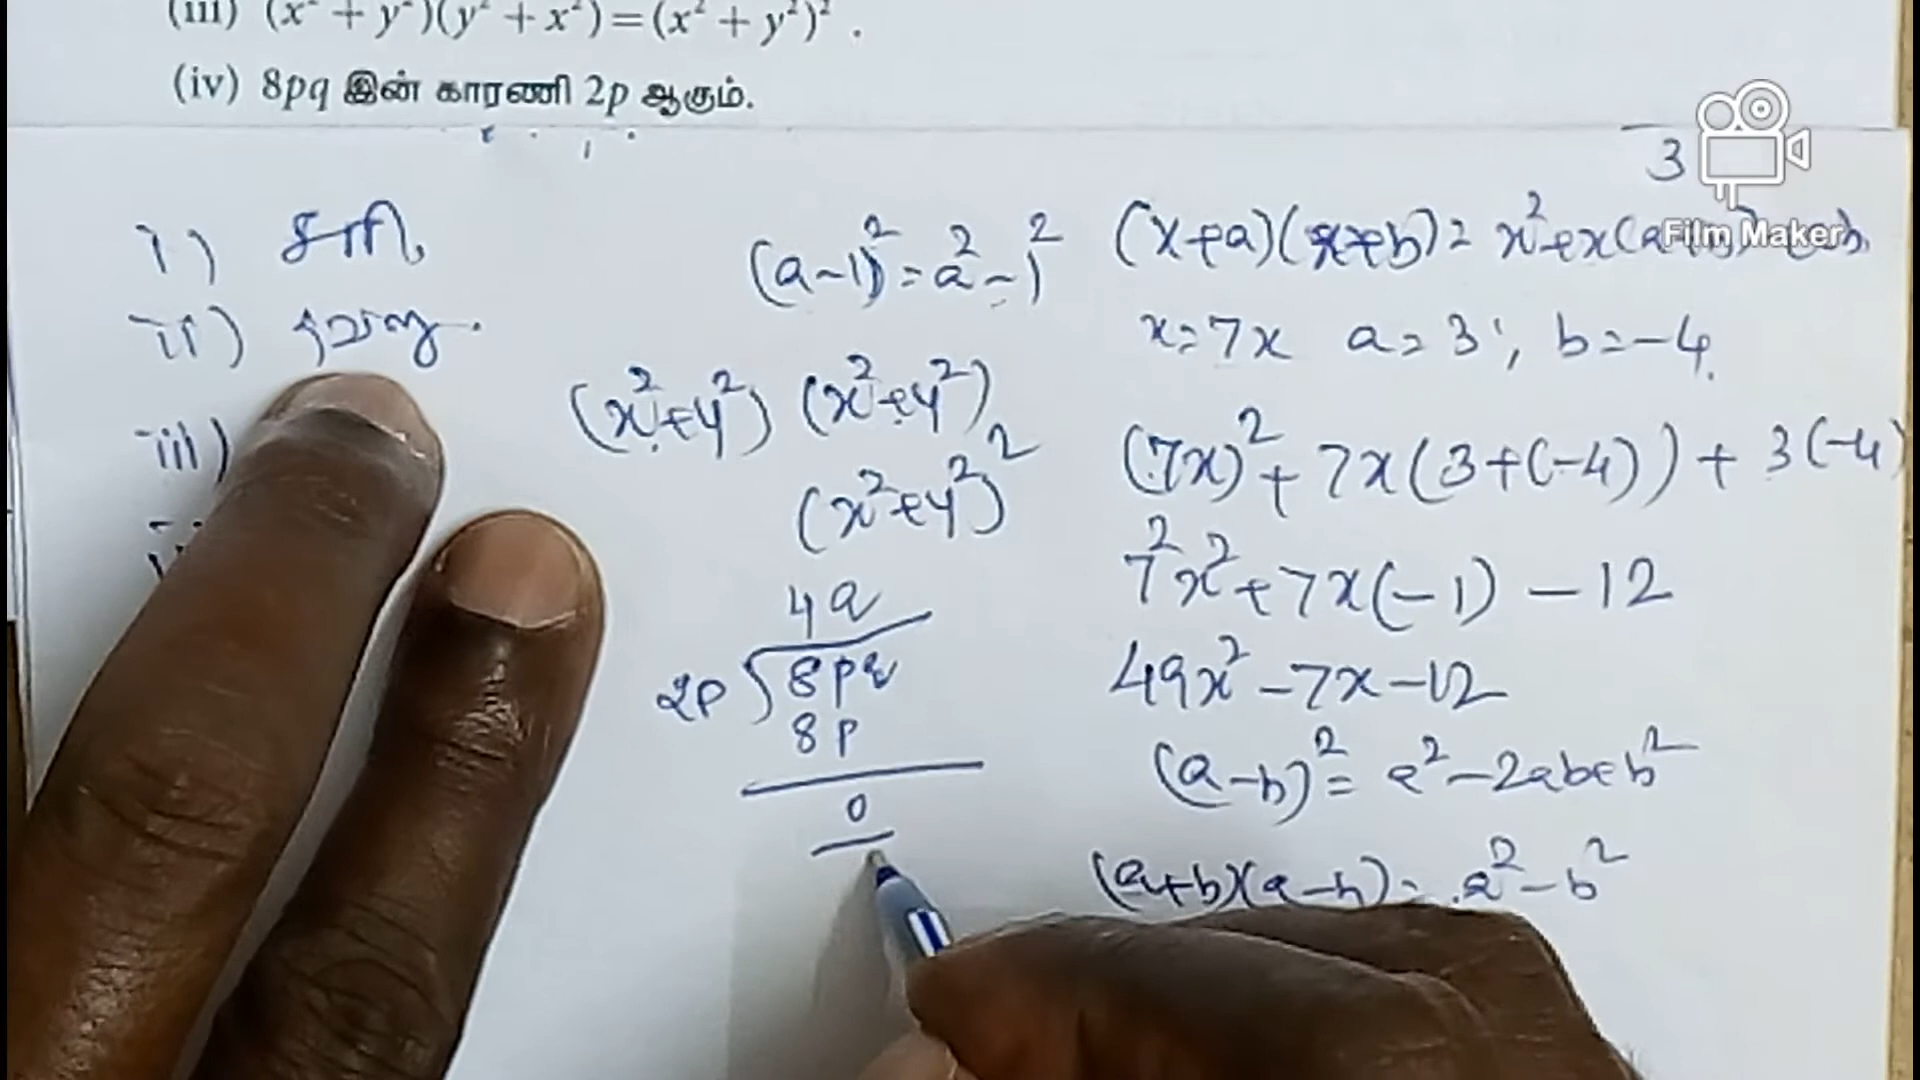 (iii) (x² + y²)(y² + x²) = (x² + y²)² .
(iv) 8pq இன் காரணி 2p ஆகும்.
3
Film Maker
i) சரி,
ii) தவறு.
iii)
(a-1)² = a² - 1²
(x²+y²) (x²+y²)
(x²+y²)²
4q
2p 8pq
8p
0
(x+a)(x+b) = x²+x(a
x=7x a=3; b=-4.
(7x)² + 7x(3+(-4)) + 3(-4)
7²x²+7x(-1) - 12
49x² - 7x - 12
(a-b)² = a² - 2ab+b²
(a+b)(a-b) = a² - b²